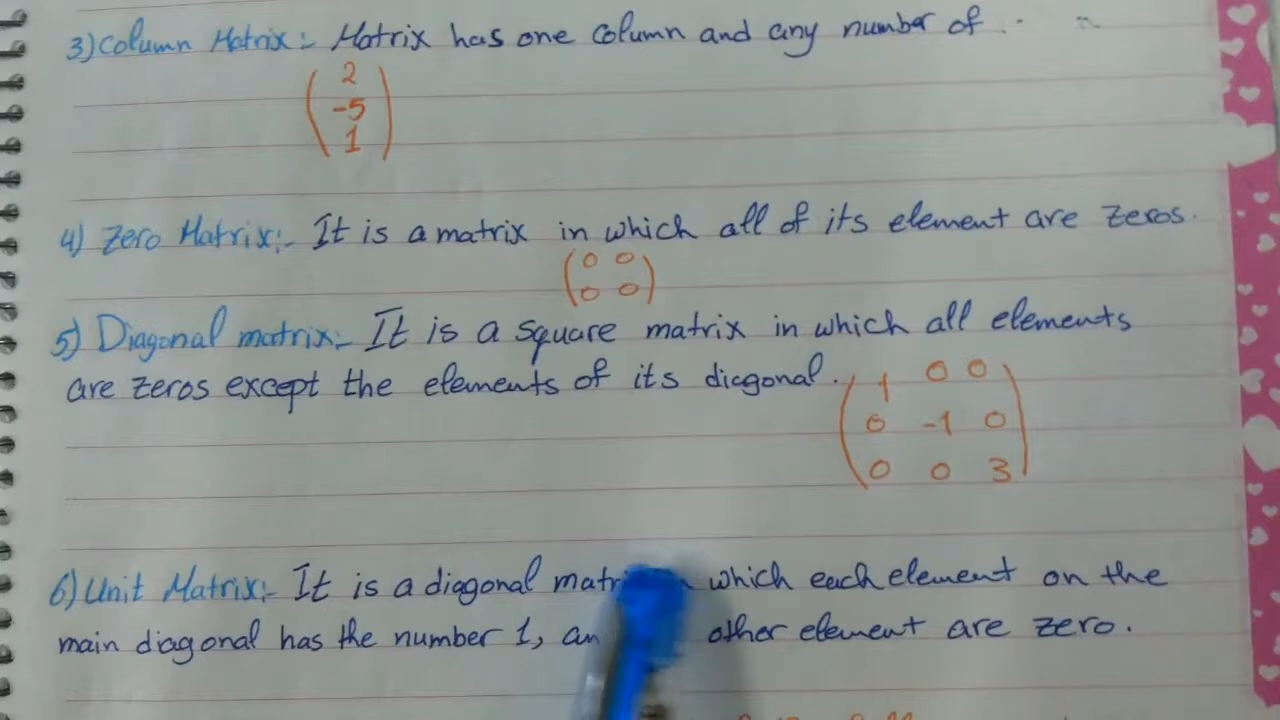 3) Column Matrix:- Matrix has one column and any number of
2
-5
1
4) Zero Matrix:- It is a matrix in which all of its element are zeros.
0 0
0 0
5) Diagonal matrix:- It is a square matrix in which all elements
are zeros except the elements of its diagonal.
1 0 0
0 -1 0
0 0 3
6) Unit Matrix:- It is a diagonal which each element on the
main diagonal has the number 1, other element are zero.